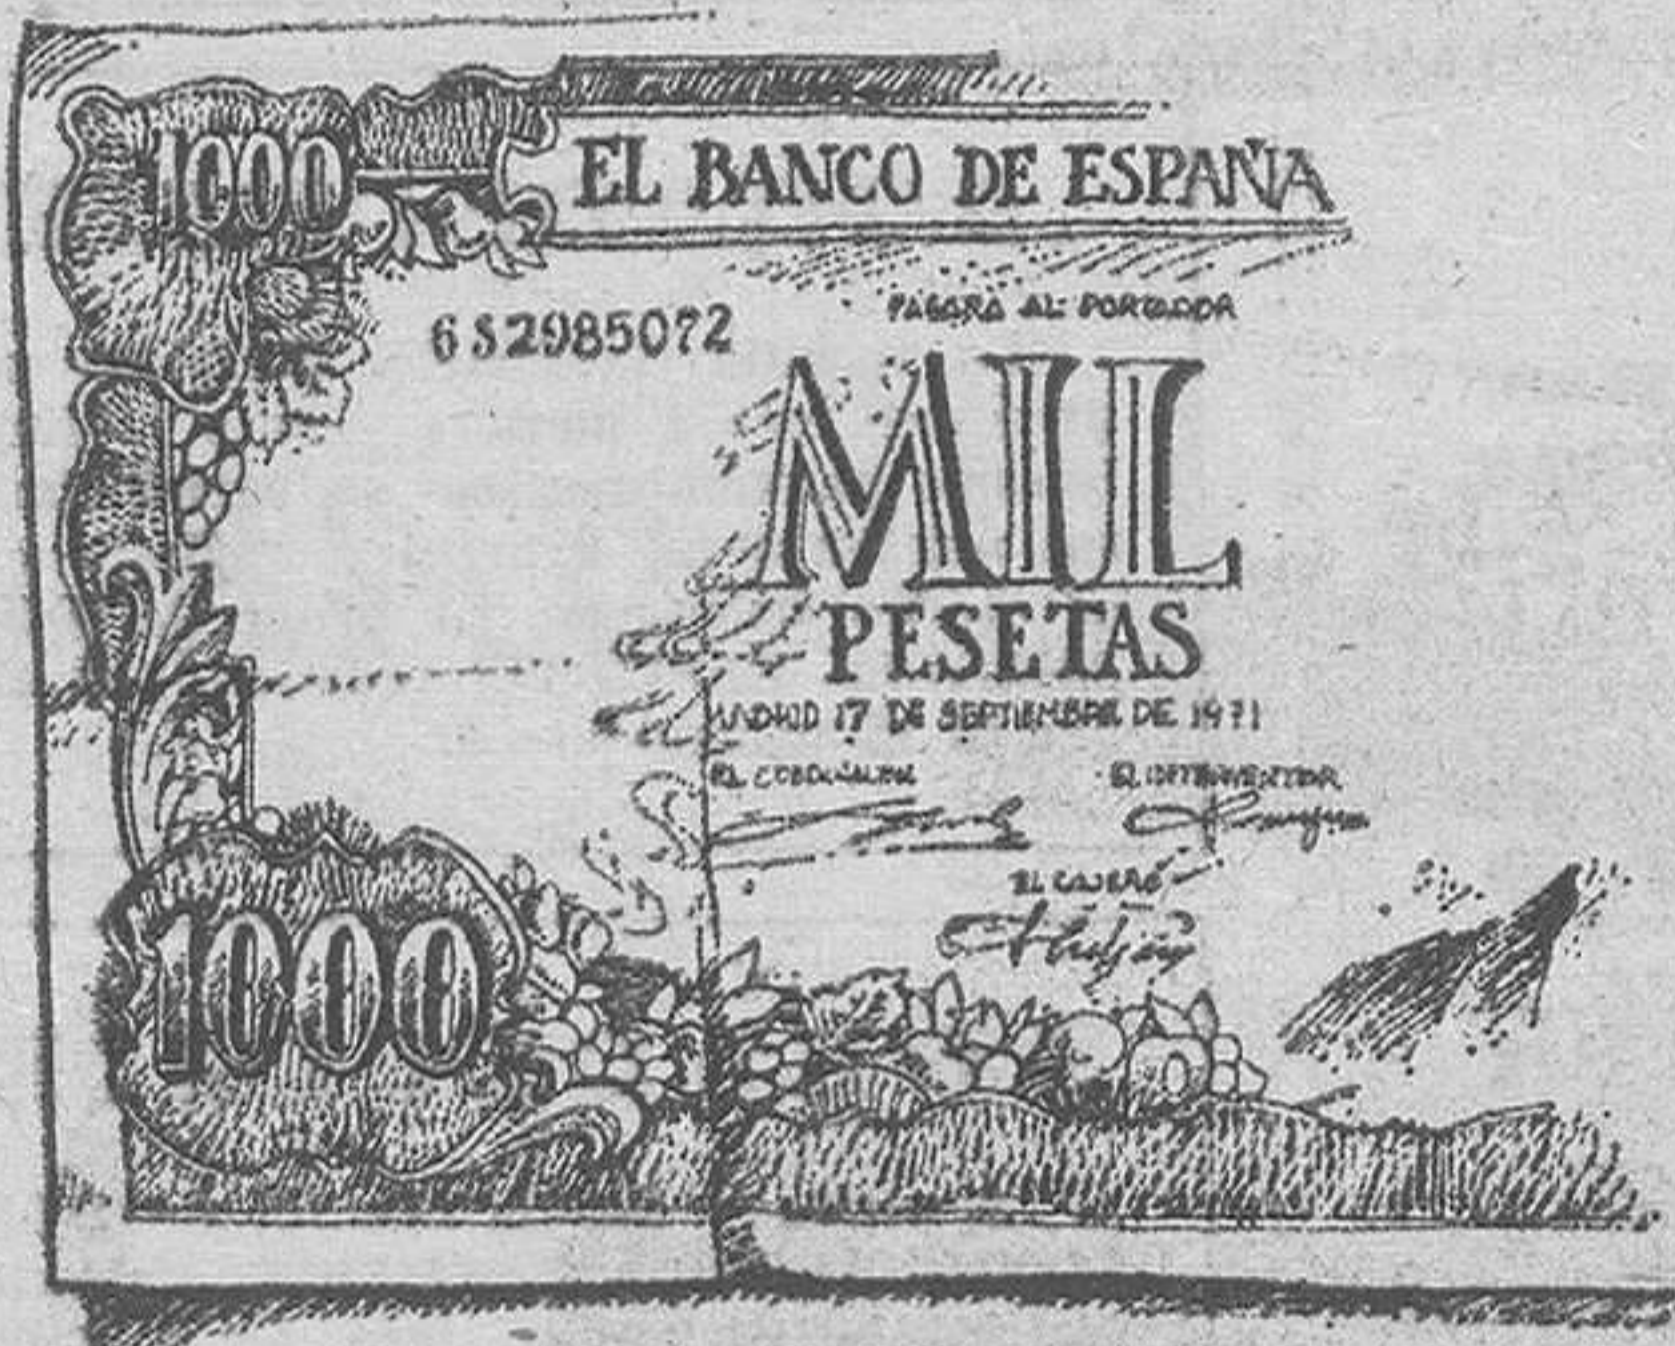 1000
EL BANCO DE ESPAÑA
6S2985072
PAGARA AL PORTADOR
MIL
PESETAS
MADRID 17 DE SEPTIEMBRE DE 1971
EL GOBERNADOR
EL INTERVENTOR
EL CAJERO
1000